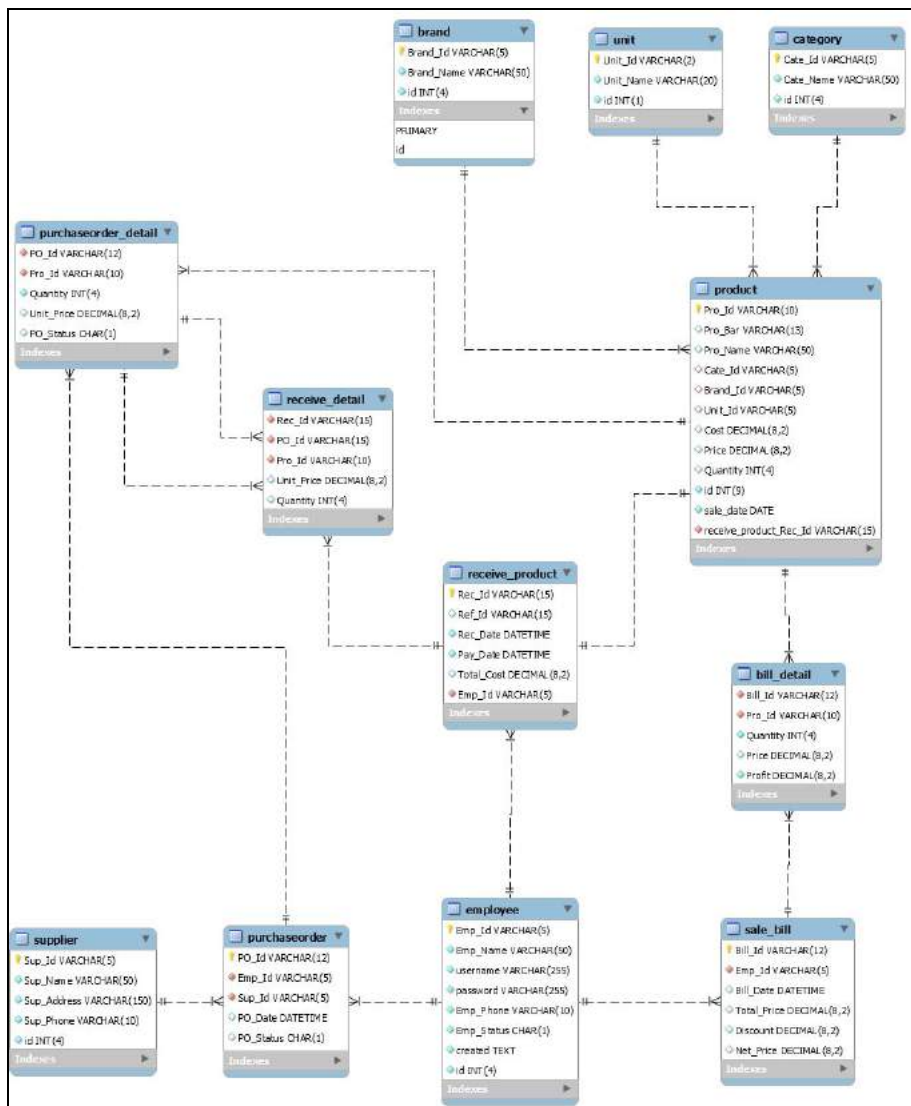 brand
Brand_Id VARCHAR(5)
Brand_Name VARCHAR(50)
id INT(4)
Indexes
PRIMARY
id
unit
Unit_Id VARCHAR(2)
Unit_Name VARCHAR(20)
id INT(1)
Indexes
category
Cate_Id VARCHAR(5)
Cate_Name VARCHAR(50)
id INT(4)
Indexes
purchaseorder_detail
PO_Id VARCHAR(12)
Pro_Id VARCHAR(10)
Quantity INT(4)
Unit_Price DECIMAL(8,2)
PO_Status CHAR(1)
Indexes
product
Pro_Id VARCHAR(10)
Pro_Bar VARCHAR(13)
Pro_Name VARCHAR(50)
Cate_Id VARCHAR(5)
Brand_Id VARCHAR(5)
Unit_Id VARCHAR(5)
Cost DECIMAL(8,2)
Price DECIMAL(8,2)
Quantity INT(4)
id INT(9)
sale_date DATE
receive_product_Rec_Id VARCHAR(15)
Indexes
receive_detail
Rec_Id VARCHAR(15)
PO_Id VARCHAR(15)
Pro_Id VARCHAR(10)
Unit_Price DECIMAL(8,2)
Quantity INT(4)
Indexes
receive_product
Rec_Id VARCHAR(15)
Ref_Id VARCHAR(15)
Rec_Date DATETIME
Pay_Date DATETIME
Total_Cost DECIMAL(8,2)
Emp_Id VARCHAR(5)
Indexes
bill_detail
Bill_Id VARCHAR(12)
Pro_Id VARCHAR(10)
Quantity INT(4)
Price DECIMAL(8,2)
Profit DECIMAL(8,2)
Indexes
supplier
Sup_Id VARCHAR(5)
Sup_Name VARCHAR(50)
Sup_Address VARCHAR(150)
Sup_Phone VARCHAR(10)
id INT(4)
Indexes
purchaseorder
PO_Id VARCHAR(12)
Emp_Id VARCHAR(5)
Sup_Id VARCHAR(5)
PO_Date DATETIME
PO_Status CHAR(1)
Indexes
employee
Emp_Id VARCHAR(5)
Emp_Name VARCHAR(50)
username VARCHAR(255)
password VARCHAR(255)
Emp_Phone VARCHAR(10)
Emp_Status CHAR(1)
created TEXT
id INT(4)
Indexes
sale_bill
Bill_Id VARCHAR(12)
Emp_Id VARCHAR(5)
Bill_Date DATETIME
Total_Price DECIMAL(8,2)
Discount DECIMAL(8,2)
Net_Price DECIMAL(8,2)
Indexes